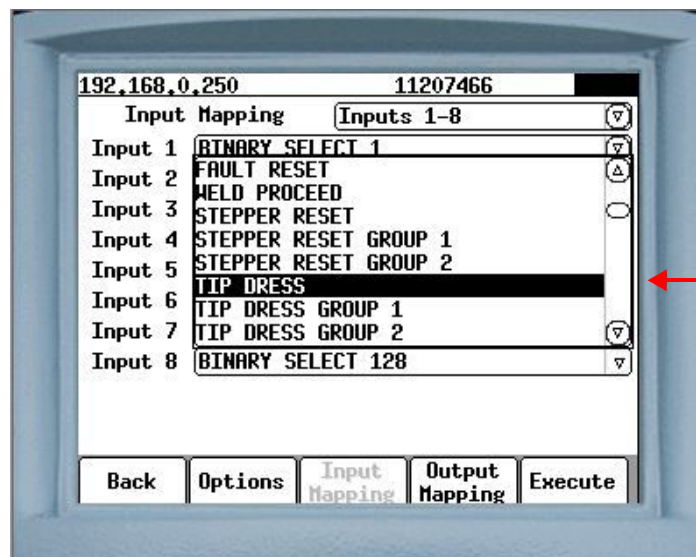 192.168.0.250 11207466
Input Mapping Inputs 1-8
Input 1 BINARY SELECT 1
Input 2 FAULT RESET
WELD PROCEED
Input 3 STEPPER RESET
Input 4 STEPPER RESET GROUP 1
Input 5 STEPPER RESET GROUP 2
TIP DRESS
Input 6 TIP DRESS GROUP 1
Input 7 TIP DRESS GROUP 2
Input 8 BINARY SELECT 128
Back Options Input Mapping Output Mapping Execute